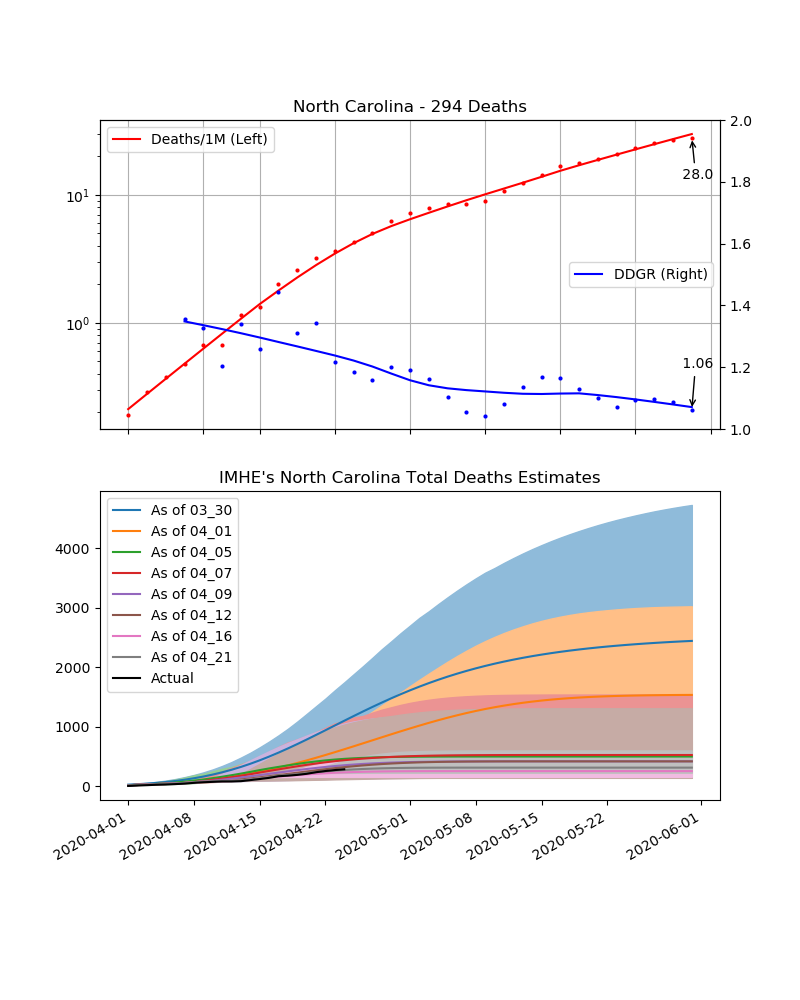 North Carolina - 294 Deaths
Deaths/1M (Left)
2.0
1.8
1.6
1.4
1.2
1.0
10¹
10⁰
28.0
DDGR (Right)
1.06
IMHE's North Carolina Total Deaths Estimates
As of 03_30
As of 04_01
As of 04_05
As of 04_07
As of 04_09
As of 04_12
As of 04_16
As of 04_21
Actual
4000
3000
2000
1000
0
2020-04-01
2020-04-08
2020-04-15
2020-04-22
2020-05-01
2020-05-08
2020-05-15
2020-05-22
2020-06-01